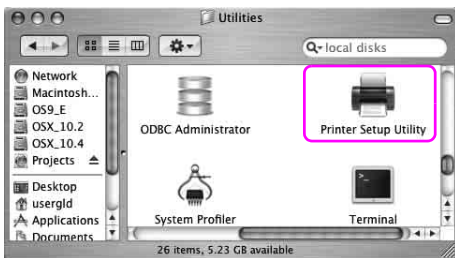 Utilities
local disks
Network
Macintosh...
OS9_E
OSX_10.2
OSX_10.4
Projects
Desktop
usergld
Applications
Documents
ODBC Administrator
Printer Setup Utility
System Profiler
Terminal
26 items, 5.23 GB available